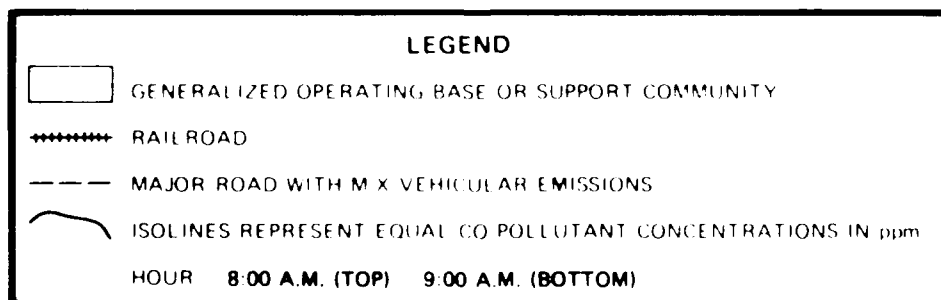 LEGEND
GENERALIZED OPERATING BASE OR SUPPORT COMMUNITY
RAILROAD
MAJOR ROAD WITH M X VEHICULAR EMISSIONS
ISOLINES REPRESENT EQUAL CO POLLUTANT CONCENTRATIONS IN ppm
HOUR 8:00 A.M. (TOP) 9:00 A.M. (BOTTOM)